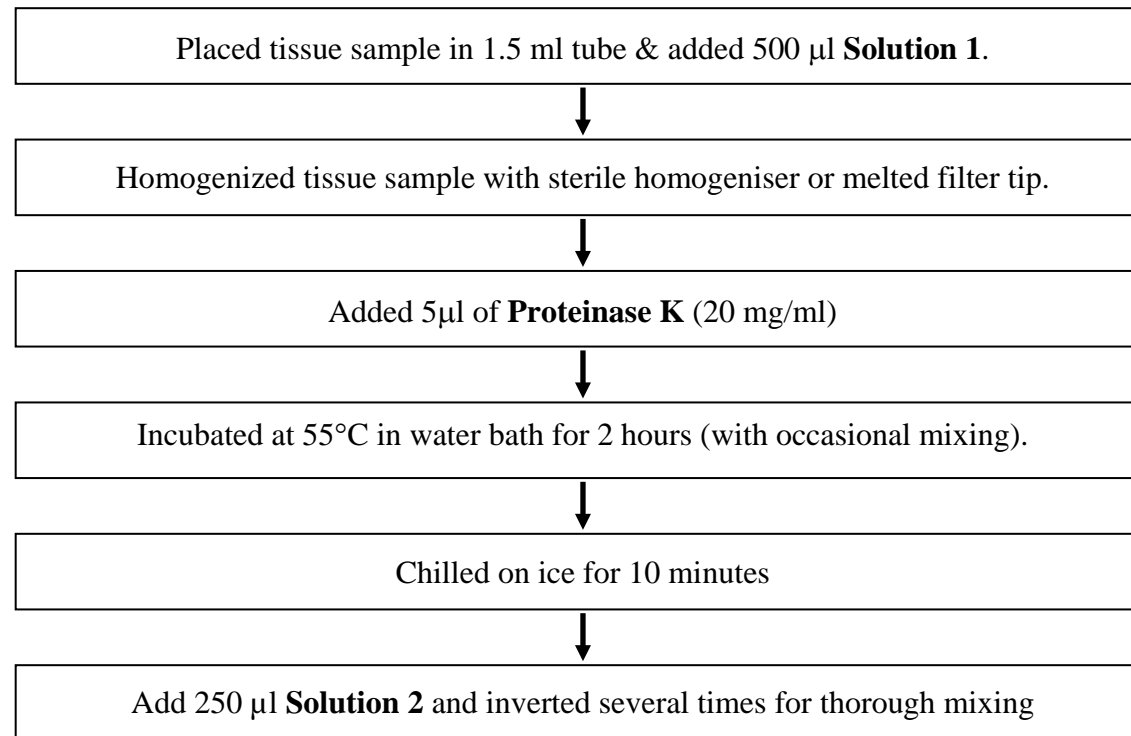 Placed tissue sample in 1.5 ml tube & added 500 μl Solution 1.
Homogenized tissue sample with sterile homogeniser or melted filter tip.
Added 5μl of Proteinase K (20 mg/ml)
Incubated at 55°C in water bath for 2 hours (with occasional mixing).
Chilled on ice for 10 minutes
Add 250 μl Solution 2 and inverted several times for thorough mixing